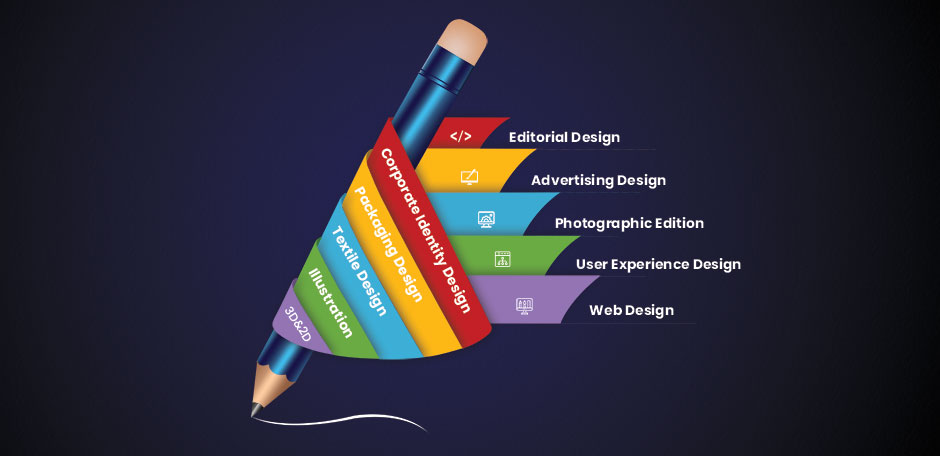 </>
Editorial Design
Advertising Design
Photographic Edition
User Experience Design
Web Design
Corporate Identity Design
Packaging Design
Textile Design
Illustration
3D&2D